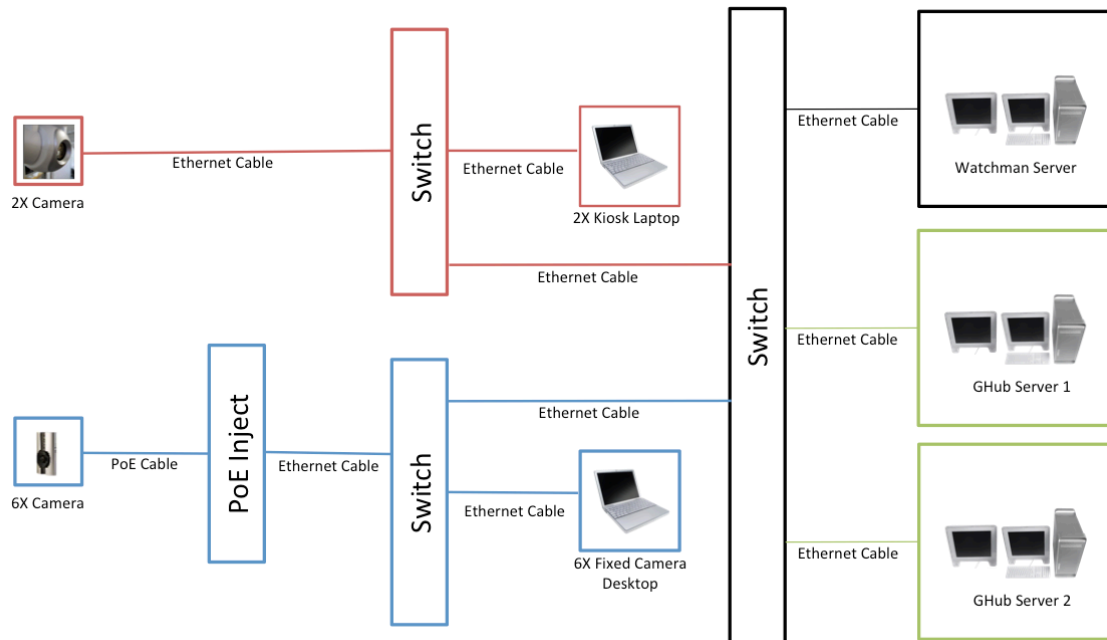 Ethernet Cable
2X Camera
Switch
Ethernet Cable
2X Kiosk Laptop
Ethernet Cable
PoE Cable
6X Camera
PoE Inject
Ethernet Cable
Switch
Ethernet Cable
Ethernet Cable
6X Fixed Camera
Desktop
Switch
Ethernet Cable
Watchman Server
Ethernet Cable
GHub Server 1
Ethernet Cable
GHub Server 2